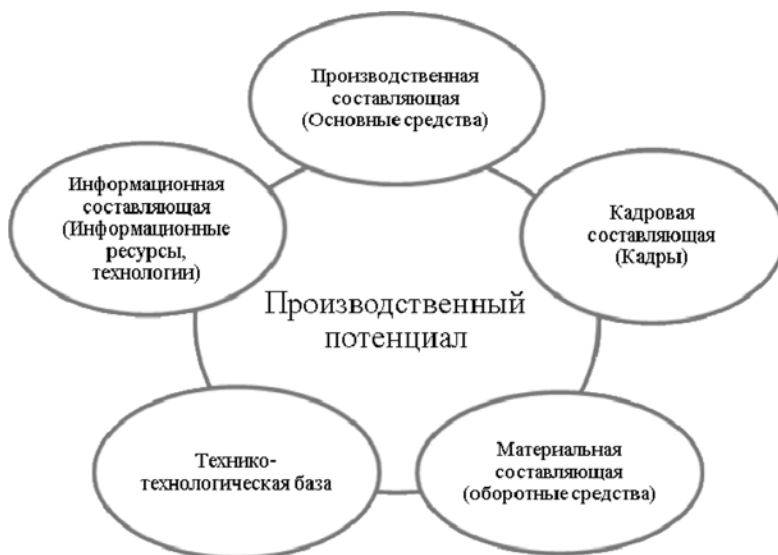 Производственная
составляющая
(Основные средства)
Информационная
составляющая
(Информационные
ресурсы,
технологии)
Кадровая
составляющая
(Кадры)
Производственный
потенциал
Технико-
технологическая база
Материальная
составляющая
(оборотные средства)